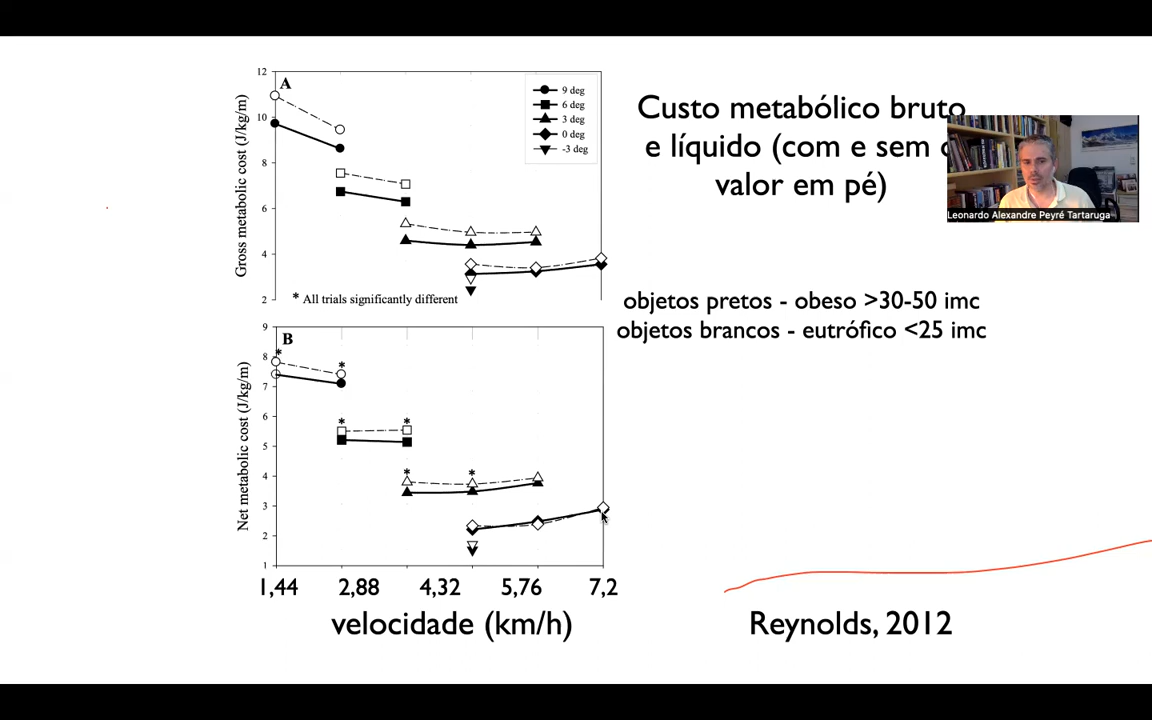 A
12
10
8
6
4
2
Gross metabolic cost (J/kg/m)
9 deg
6 deg
3 deg
0 deg
-3 deg
* All trials significantly different
B
9
8
7
6
5
4
3
2
1
Net metabolic cost (J/kg/m)
* *
* *
* *
1,44 2,88 4,32 5,76 7,2
velocidade (km/h)
Custo metabólico bruto
e líquido (com e sem
valor em pé)
Leonardo Alexandre Peyré Tartaruga
objetos pretos - obeso >30-50 imc
objetos brancos - eutrófico <25 imc
Reynolds, 2012